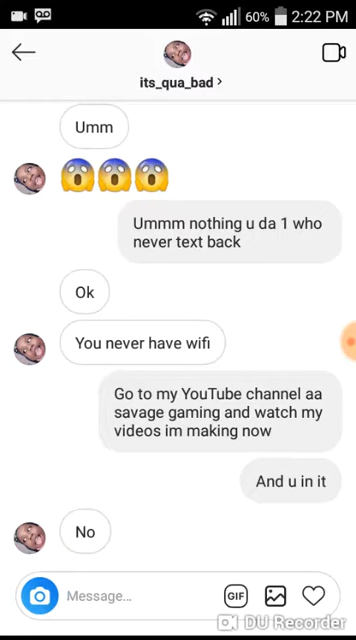 60% 2:22 PM
its_qua_bad >
Umm
😱😱😱
Ummm nothing u da 1 who
never text back
Ok
You never have wifi
Go to my YouTube channel aa
savage gaming and watch my
videos im making now
And u in it
No
Message...
GIF
DU Recorder